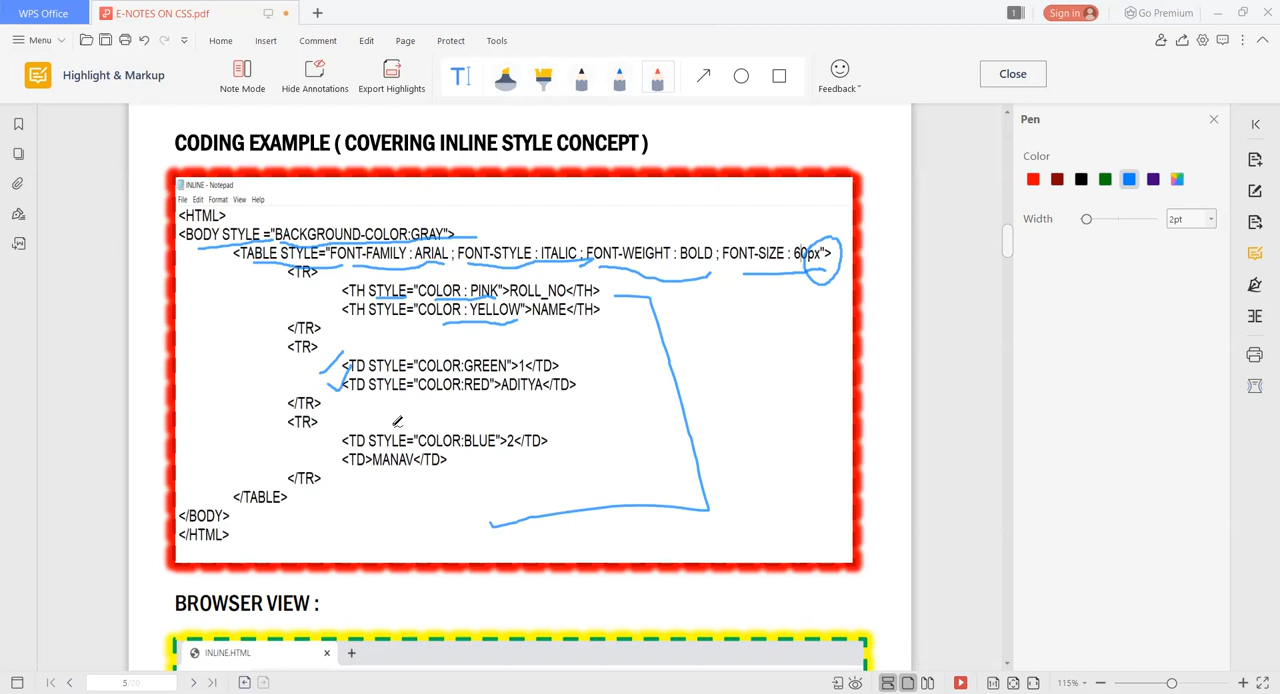 WPS Office
E-NOTES ON CSS.pdf
1
Sign in
Go Premium
Menu
Home
Insert
Comment
Edit
Page
Protect
Tools
Highlight & Markup
Note Mode
Hide Annotations
Export Highlights
Feedback
Close
CODING EXAMPLE ( COVERING INLINE STYLE CONCEPT )
Pen
Color
Width
2pt
INLINE - Notepad
File Edit Format View Help
<HTML>
<BODY STYLE ="BACKGROUND-COLOR:GRAY">
<TABLE STYLE="FONT-FAMILY : ARIAL ; FONT-STYLE : ITALIC ; FONT-WEIGHT : BOLD ; FONT-SIZE : 60px">
<TR>
<TH STYLE="COLOR : PINK">ROLL_NO</TH>
<TH STYLE="COLOR : YELLOW">NAME</TH>
</TR>
<TR>
<TD STYLE="COLOR:GREEN">1</TD>
<TD STYLE="COLOR:RED">ADITYA</TD>
</TR>
<TR>
<TD STYLE="COLOR:BLUE">2</TD>
<TD>MANAV</TD>
</TR>
</TABLE>
</BODY>
</HTML>
BROWSER VIEW :
INLINE.HTML
5/20
115%